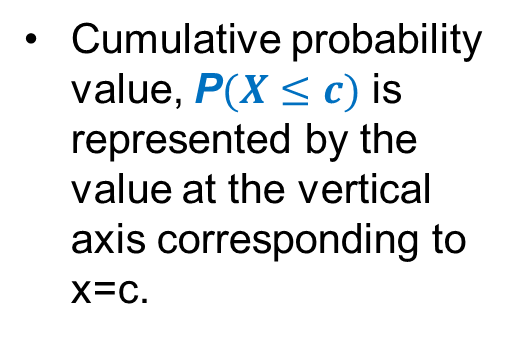 • Cumulative probability
value, P(X ≤ c) is
represented by the
value at the vertical
axis corresponding to
x=c.